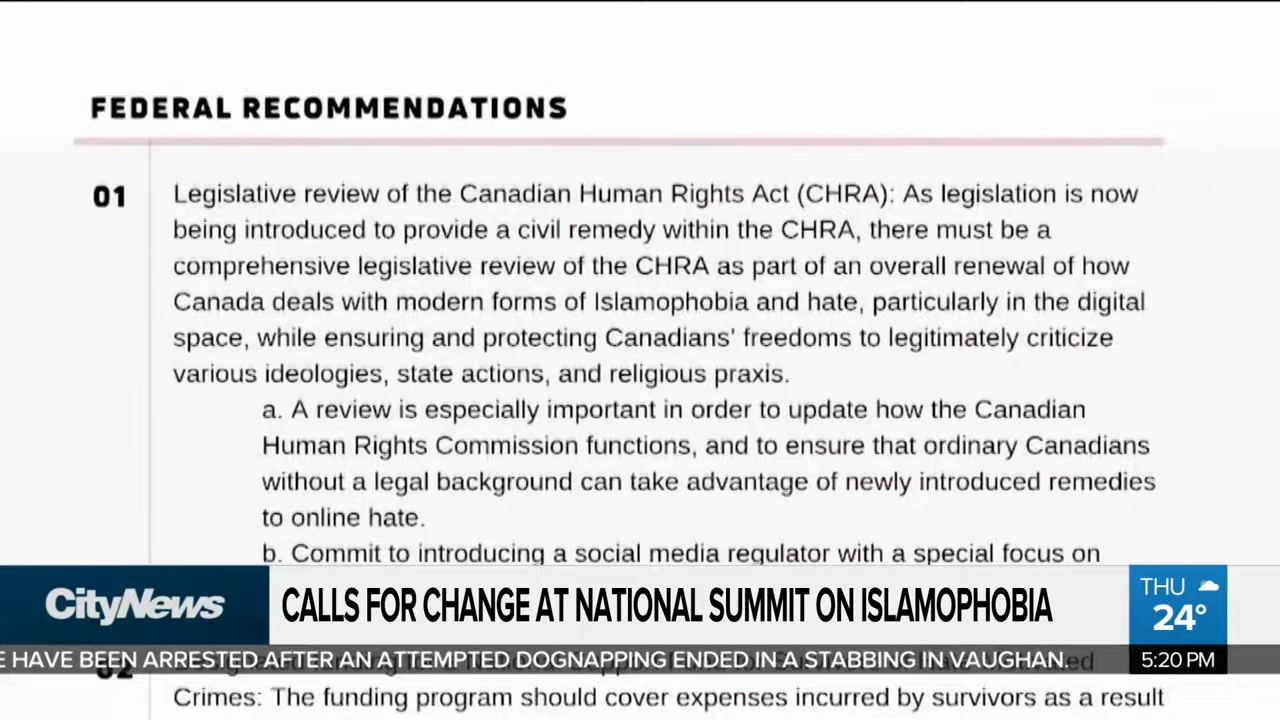 FEDERAL RECOMMENDATIONS
01
Legislative review of the Canadian Human Rights Act (CHRA): As legislation is now
being introduced to provide a civil remedy within the CHRA, there must be a
comprehensive legislative review of the CHRA as part of an overall renewal of how
Canada deals with modern forms of Islamophobia and hate, particularly in the digital
space, while ensuring and protecting Canadians' freedoms to legitimately criticize
various ideologies, state actions, and religious praxis.
a. A review is especially important in order to update how the Canadian
Human Rights Commission functions, and to ensure that ordinary Canadians
without a legal background can take advantage of newly introduced remedies
to online hate.
b. Commit to introducing a social media regulator with a special focus on
CityNews
CALLS FOR CHANGE AT NATIONAL SUMMIT ON ISLAMOPHOBIA
THU
24°
HAVE BEEN ARRESTED AFTER AN ATTEMPTED DOGNAPPING ENDED IN A STABBING IN VAUGHAN.
5:20 PM
02
Crimes: The funding program should cover expenses incurred by survivors as a result